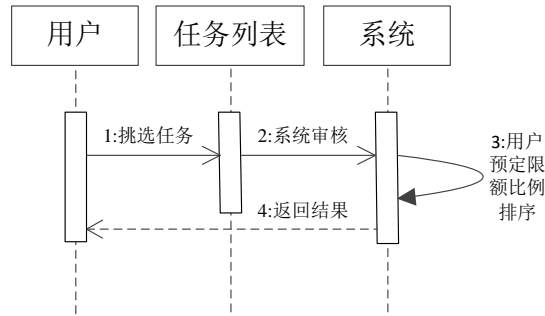 用户
任务列表
系统
1:挑选任务
2:系统审核
3:用户
预定限
额比例
排序
4:返回结果